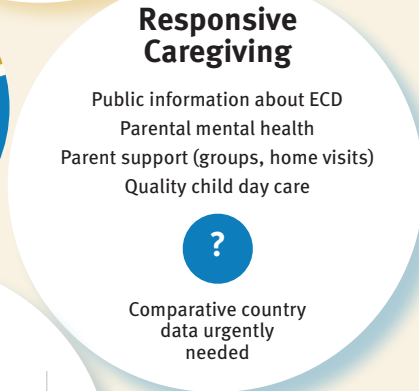 Responsive
Caregiving
Public information about ECD
Parental mental health
Parent support (groups, home visits)
Quality child day care
?
Comparative country
data urgently
needed